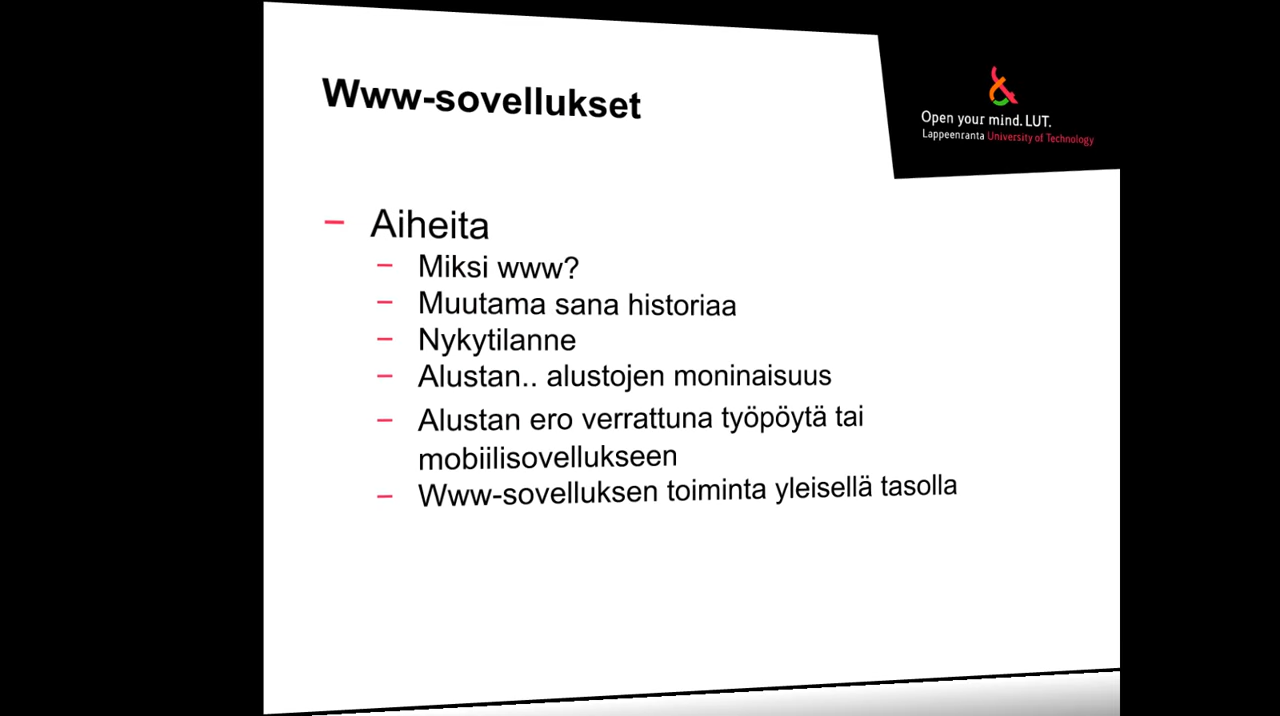 Www-sovellukset
Open your mind. LUT.
Lappeenranta University of Technology
– Aiheita
– Miksi www?
– Muutama sana historiaa
– Nykytilanne
– Alustan.. alustojen moninaisuus
– Alustan ero verrattuna työpöytä tai
mobiilisovellukseen
– Www-sovelluksen toiminta yleisellä tasolla